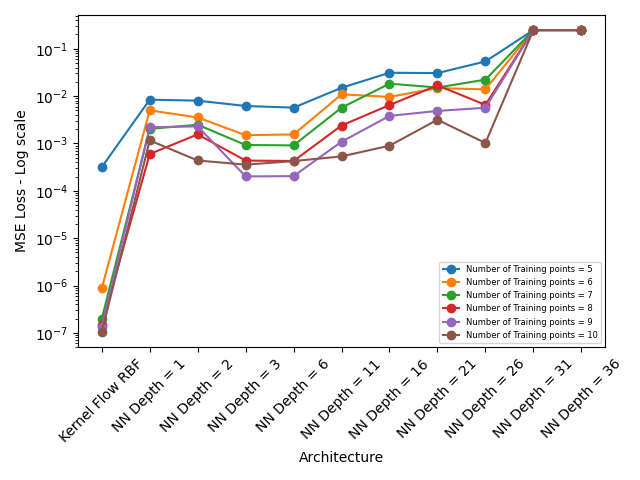 MSE Loss - Log scale
10⁻¹
10⁻²
10⁻³
10⁻⁴
10⁻⁵
10⁻⁶
10⁻⁷
Number of Training points = 5
Number of Training points = 6
Number of Training points = 7
Number of Training points = 8
Number of Training points = 9
Number of Training points = 10
Kernel Flow RBF
NN Depth = 1
NN Depth = 2
NN Depth = 3
NN Depth = 6
NN Depth = 11
NN Depth = 16
NN Depth = 21
NN Depth = 26
NN Depth = 31
NN Depth = 36
Architecture